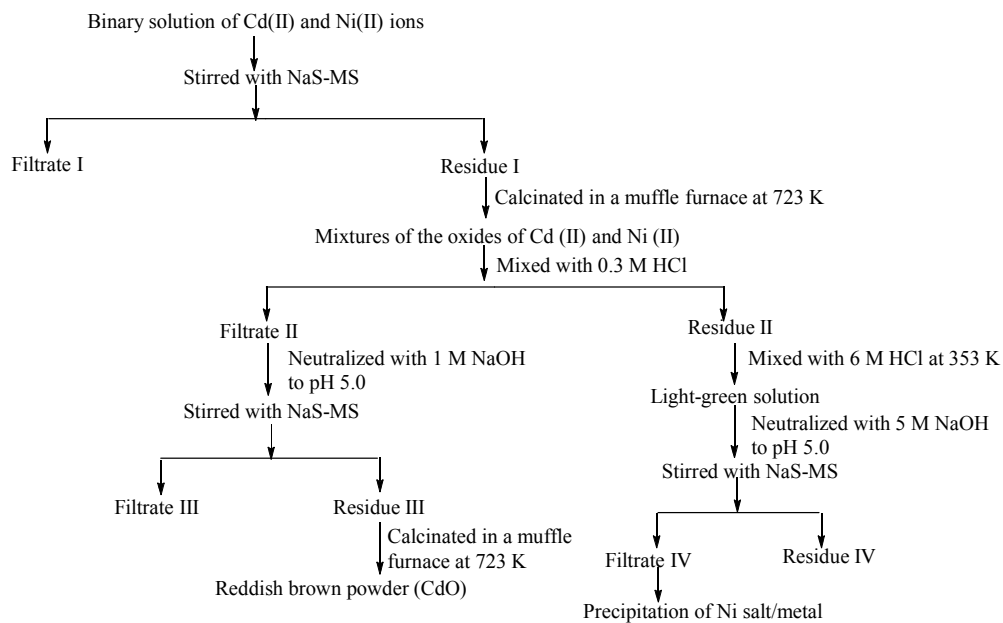 Binary solution of Cd(II) and Ni(II) ions
Stirred with NaS-MS
Filtrate I
Residue I
Calcinated in a muffle furnace at 723 K
Mixtures of the oxides of Cd (II) and Ni (II)
Mixed with 0.3 M HCl
Filtrate II
Residue II
Neutralized with 1 M NaOH
to pH 5.0
Mixed with 6 M HCl at 353 K
Light-green solution
Stirred with NaS-MS
Neutralized with 5 M NaOH
to pH 5.0
Stirred with NaS-MS
Filtrate III
Residue III
Calcinated in a muffle
furnace at 723 K
Reddish brown powder (CdO)
Filtrate IV
Residue IV
Precipitation of Ni salt/metal